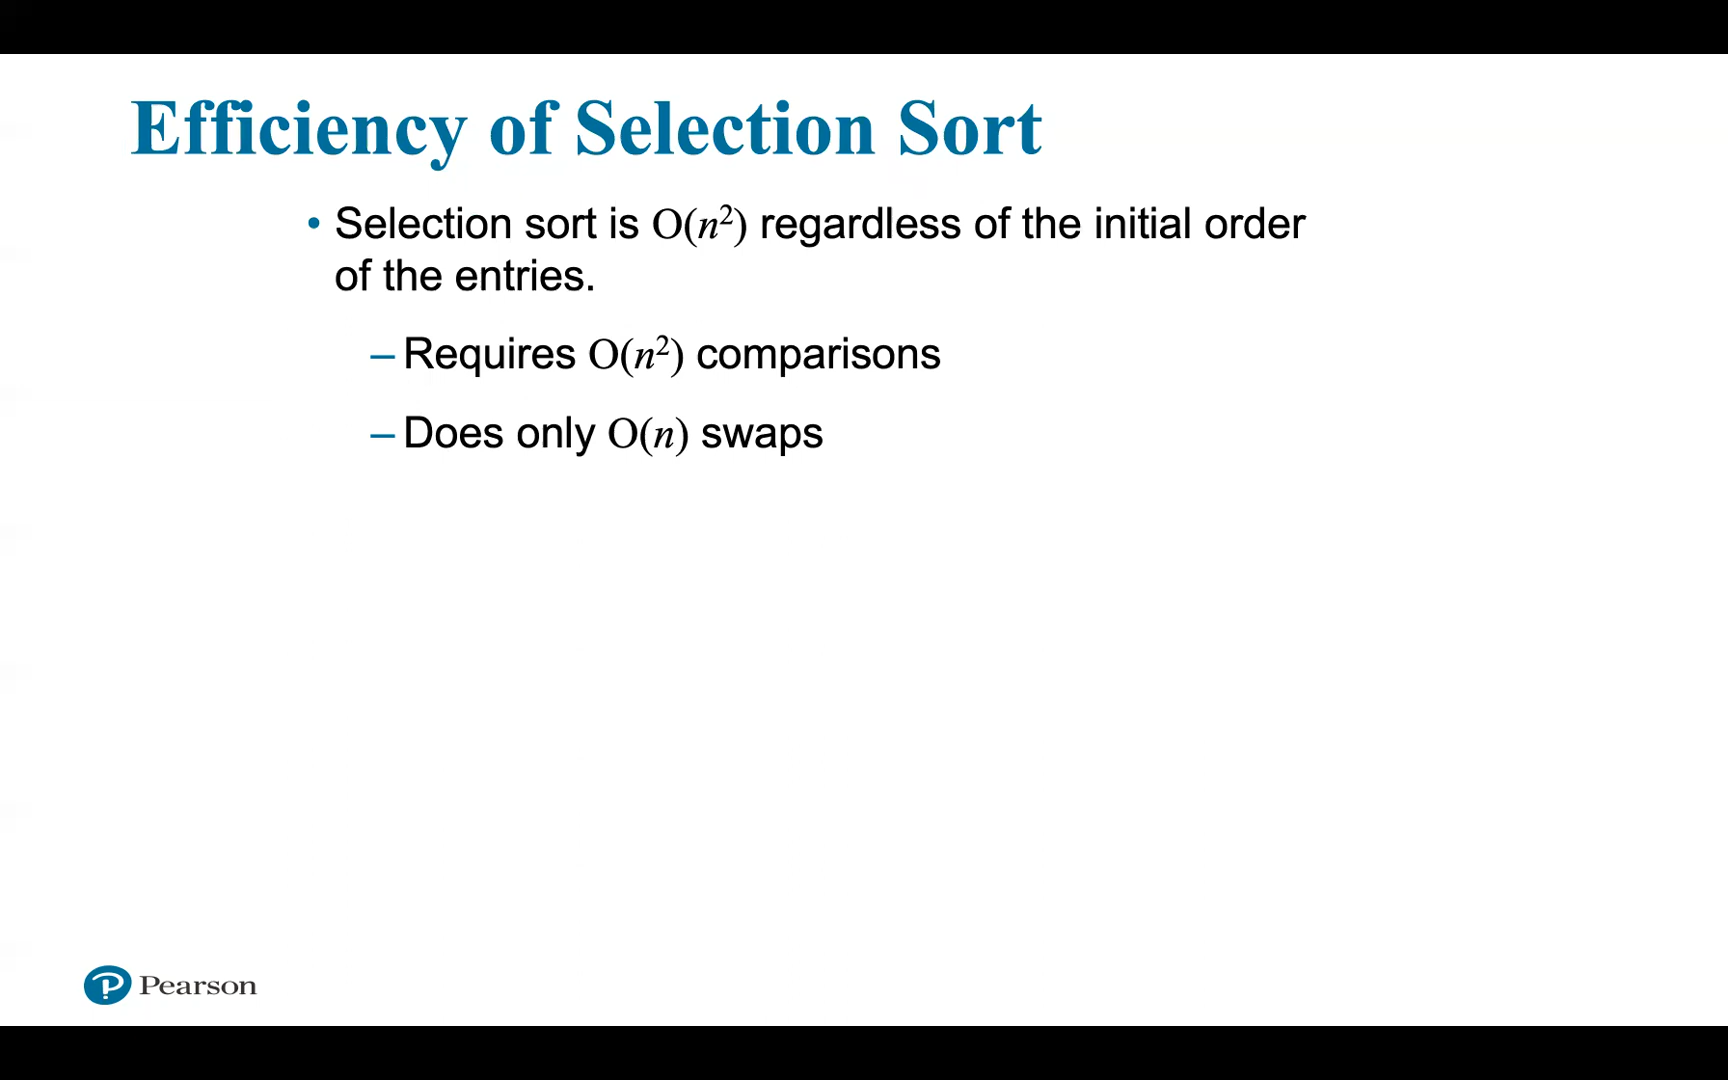 Efficiency of Selection Sort
• Selection sort is O(n²) regardless of the initial order
of the entries.
– Requires O(n²) comparisons
– Does only O(n) swaps
Pearson